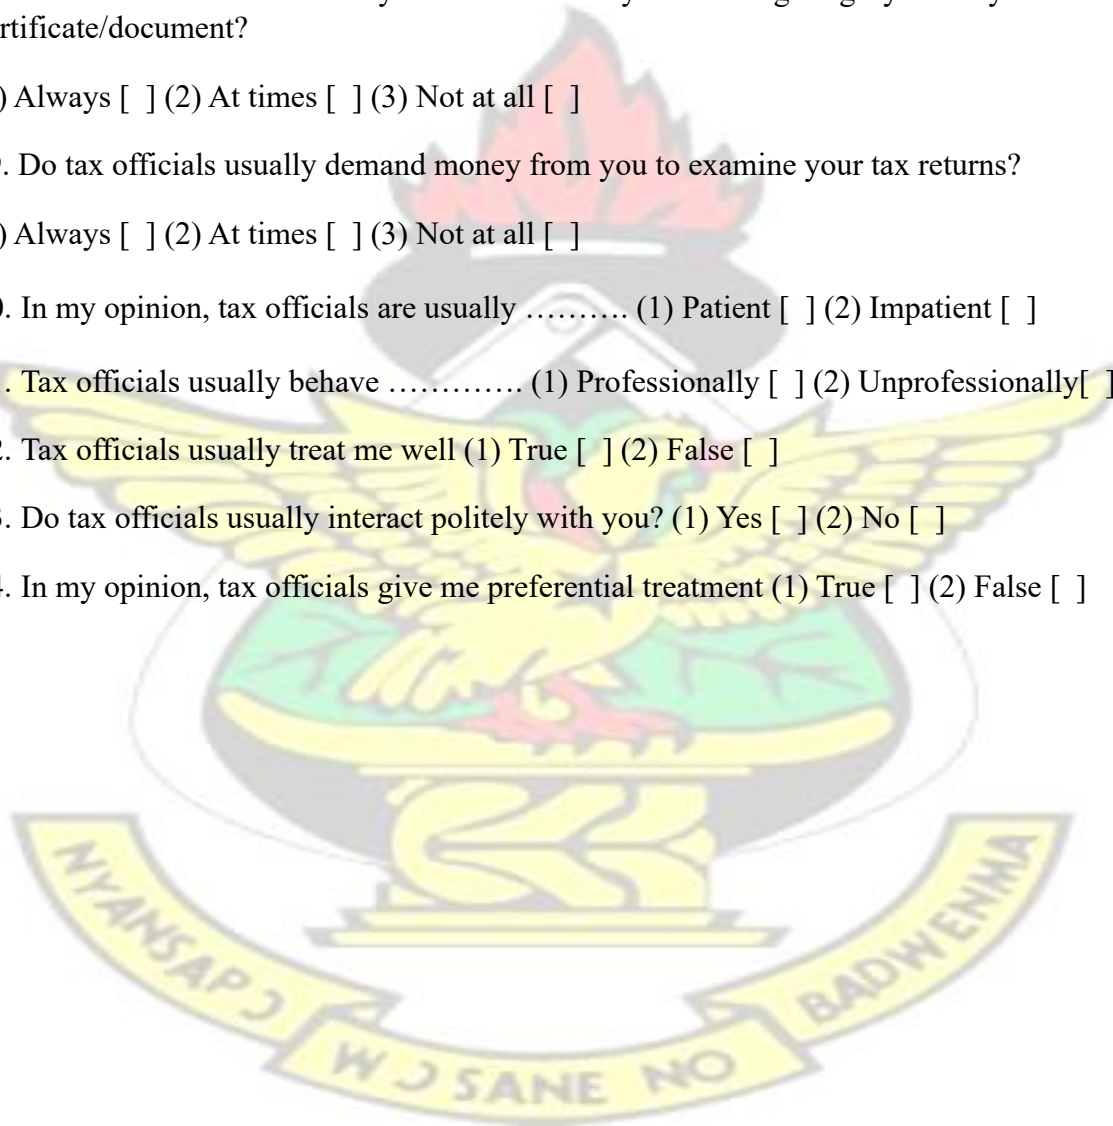 rtificate/document?
) Always [ ] (2) At times [ ] (3) Not at all [ ]
. Do tax officials usually demand money from you to examine your tax returns?
) Always [ ] (2) At times [ ] (3) Not at all [ ]
. In my opinion, tax officials are usually ………. (1) Patient [ ] (2) Impatient [ ]
. Tax officials usually behave …………. (1) Professionally [ ] (2) Unprofessionally[ ]
. Tax officials usually treat me well (1) True [ ] (2) False [ ]
. Do tax officials usually interact politely with you? (1) Yes [ ] (2) No [ ]
. In my opinion, tax officials give me preferential treatment (1) True [ ] (2) False [ ]
NYANSAPƆ
WƆ SANE NO
BADWENMA